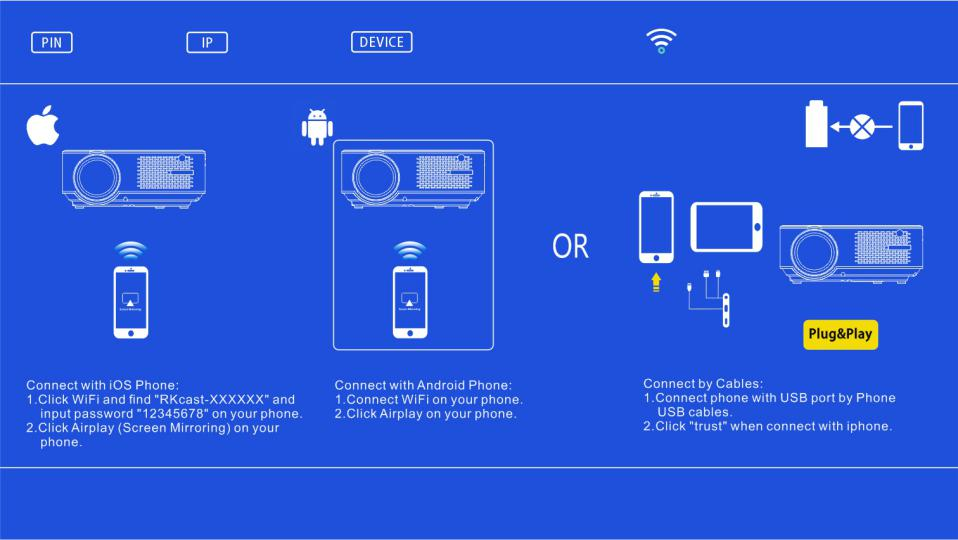 PIN
IP
DEVICE
OR
Plug&Play
Connect with iOS Phone:
1.Click WiFi and find "RKcast-XXXXXX" and
input password "12345678" on your phone.
2.Click Airplay (Screen Mirroring) on your
phone.
Connect with Android Phone:
1.Connect WiFi on your phone.
2.Click Airplay on your phone.
Connect by Cables:
1.Connect phone with USB port by Phone
USB cables.
2.Click "trust" when connect with iphone.